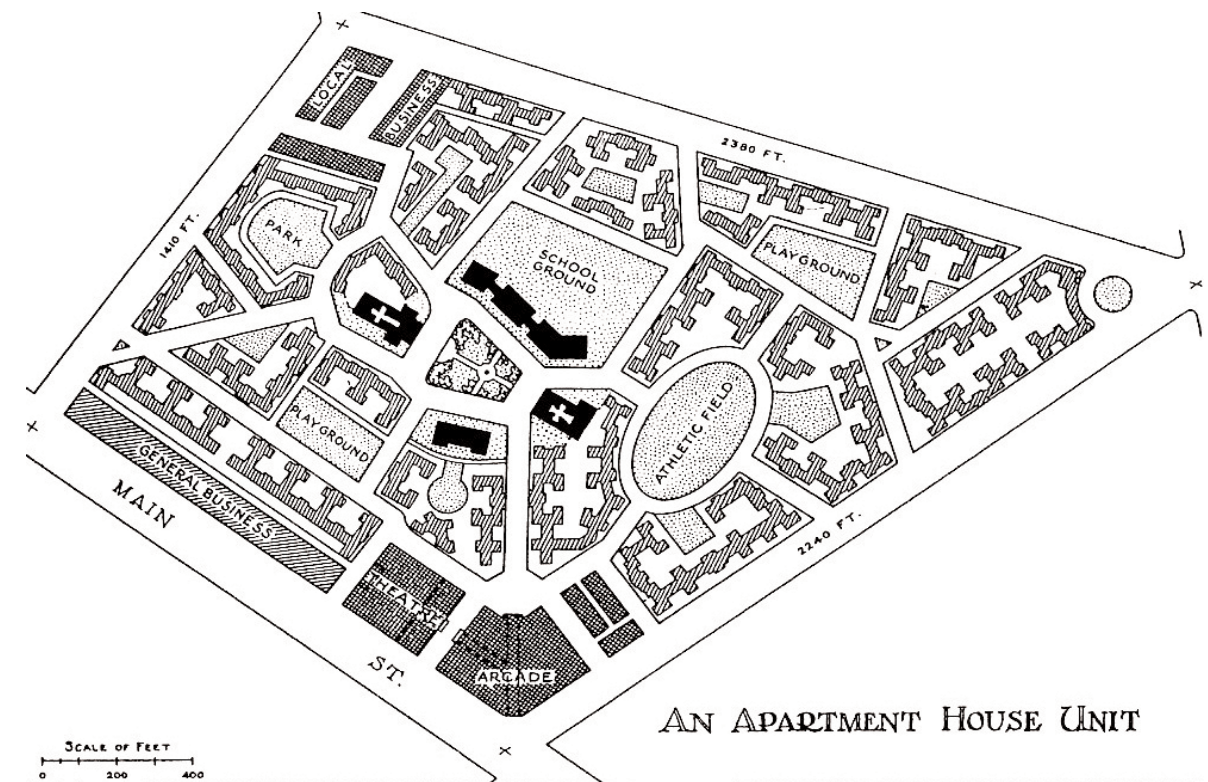 LOCAL
BUSINESS
2380 FT.
1410 FT.
PARK
SCHOOL
GROUND
PLAYGROUND
ATHLETIC FIELD
PLAYGROUND
GENERAL BUSINESS
MAIN
ST.
THEATRE
ARCADE
2240 FT.
AN APARTMENT HOUSE UNIT
SCALE OF FEET
0 200 400